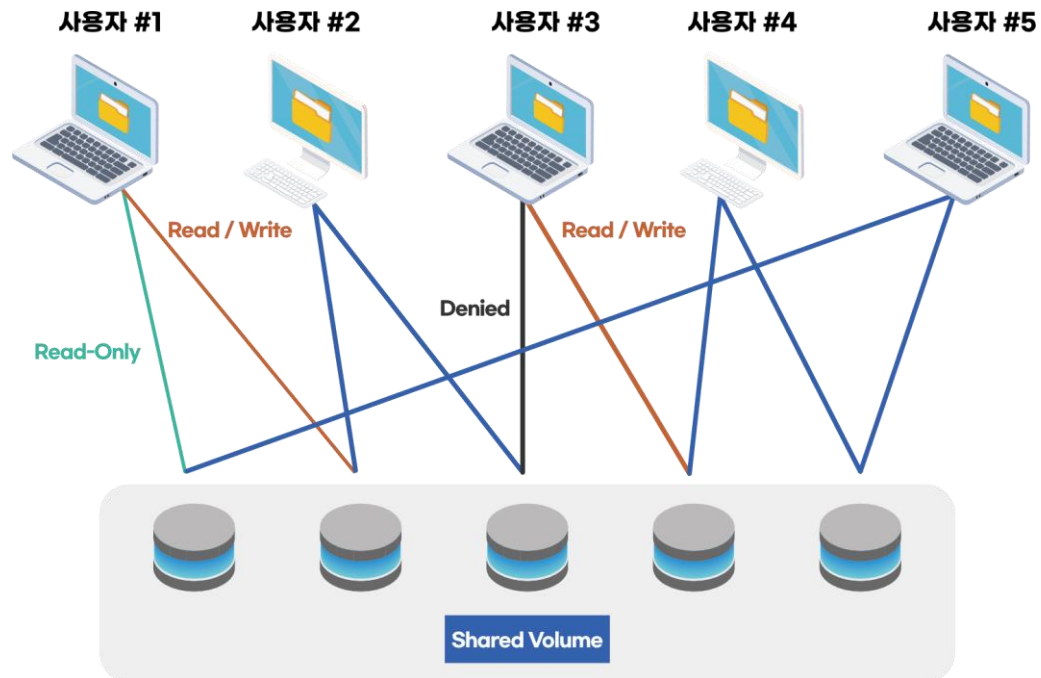 사용자 #1
사용자 #2
사용자 #3
사용자 #4
사용자 #5
Read / Write
Read / Write
Denied
Read-Only
Shared Volume